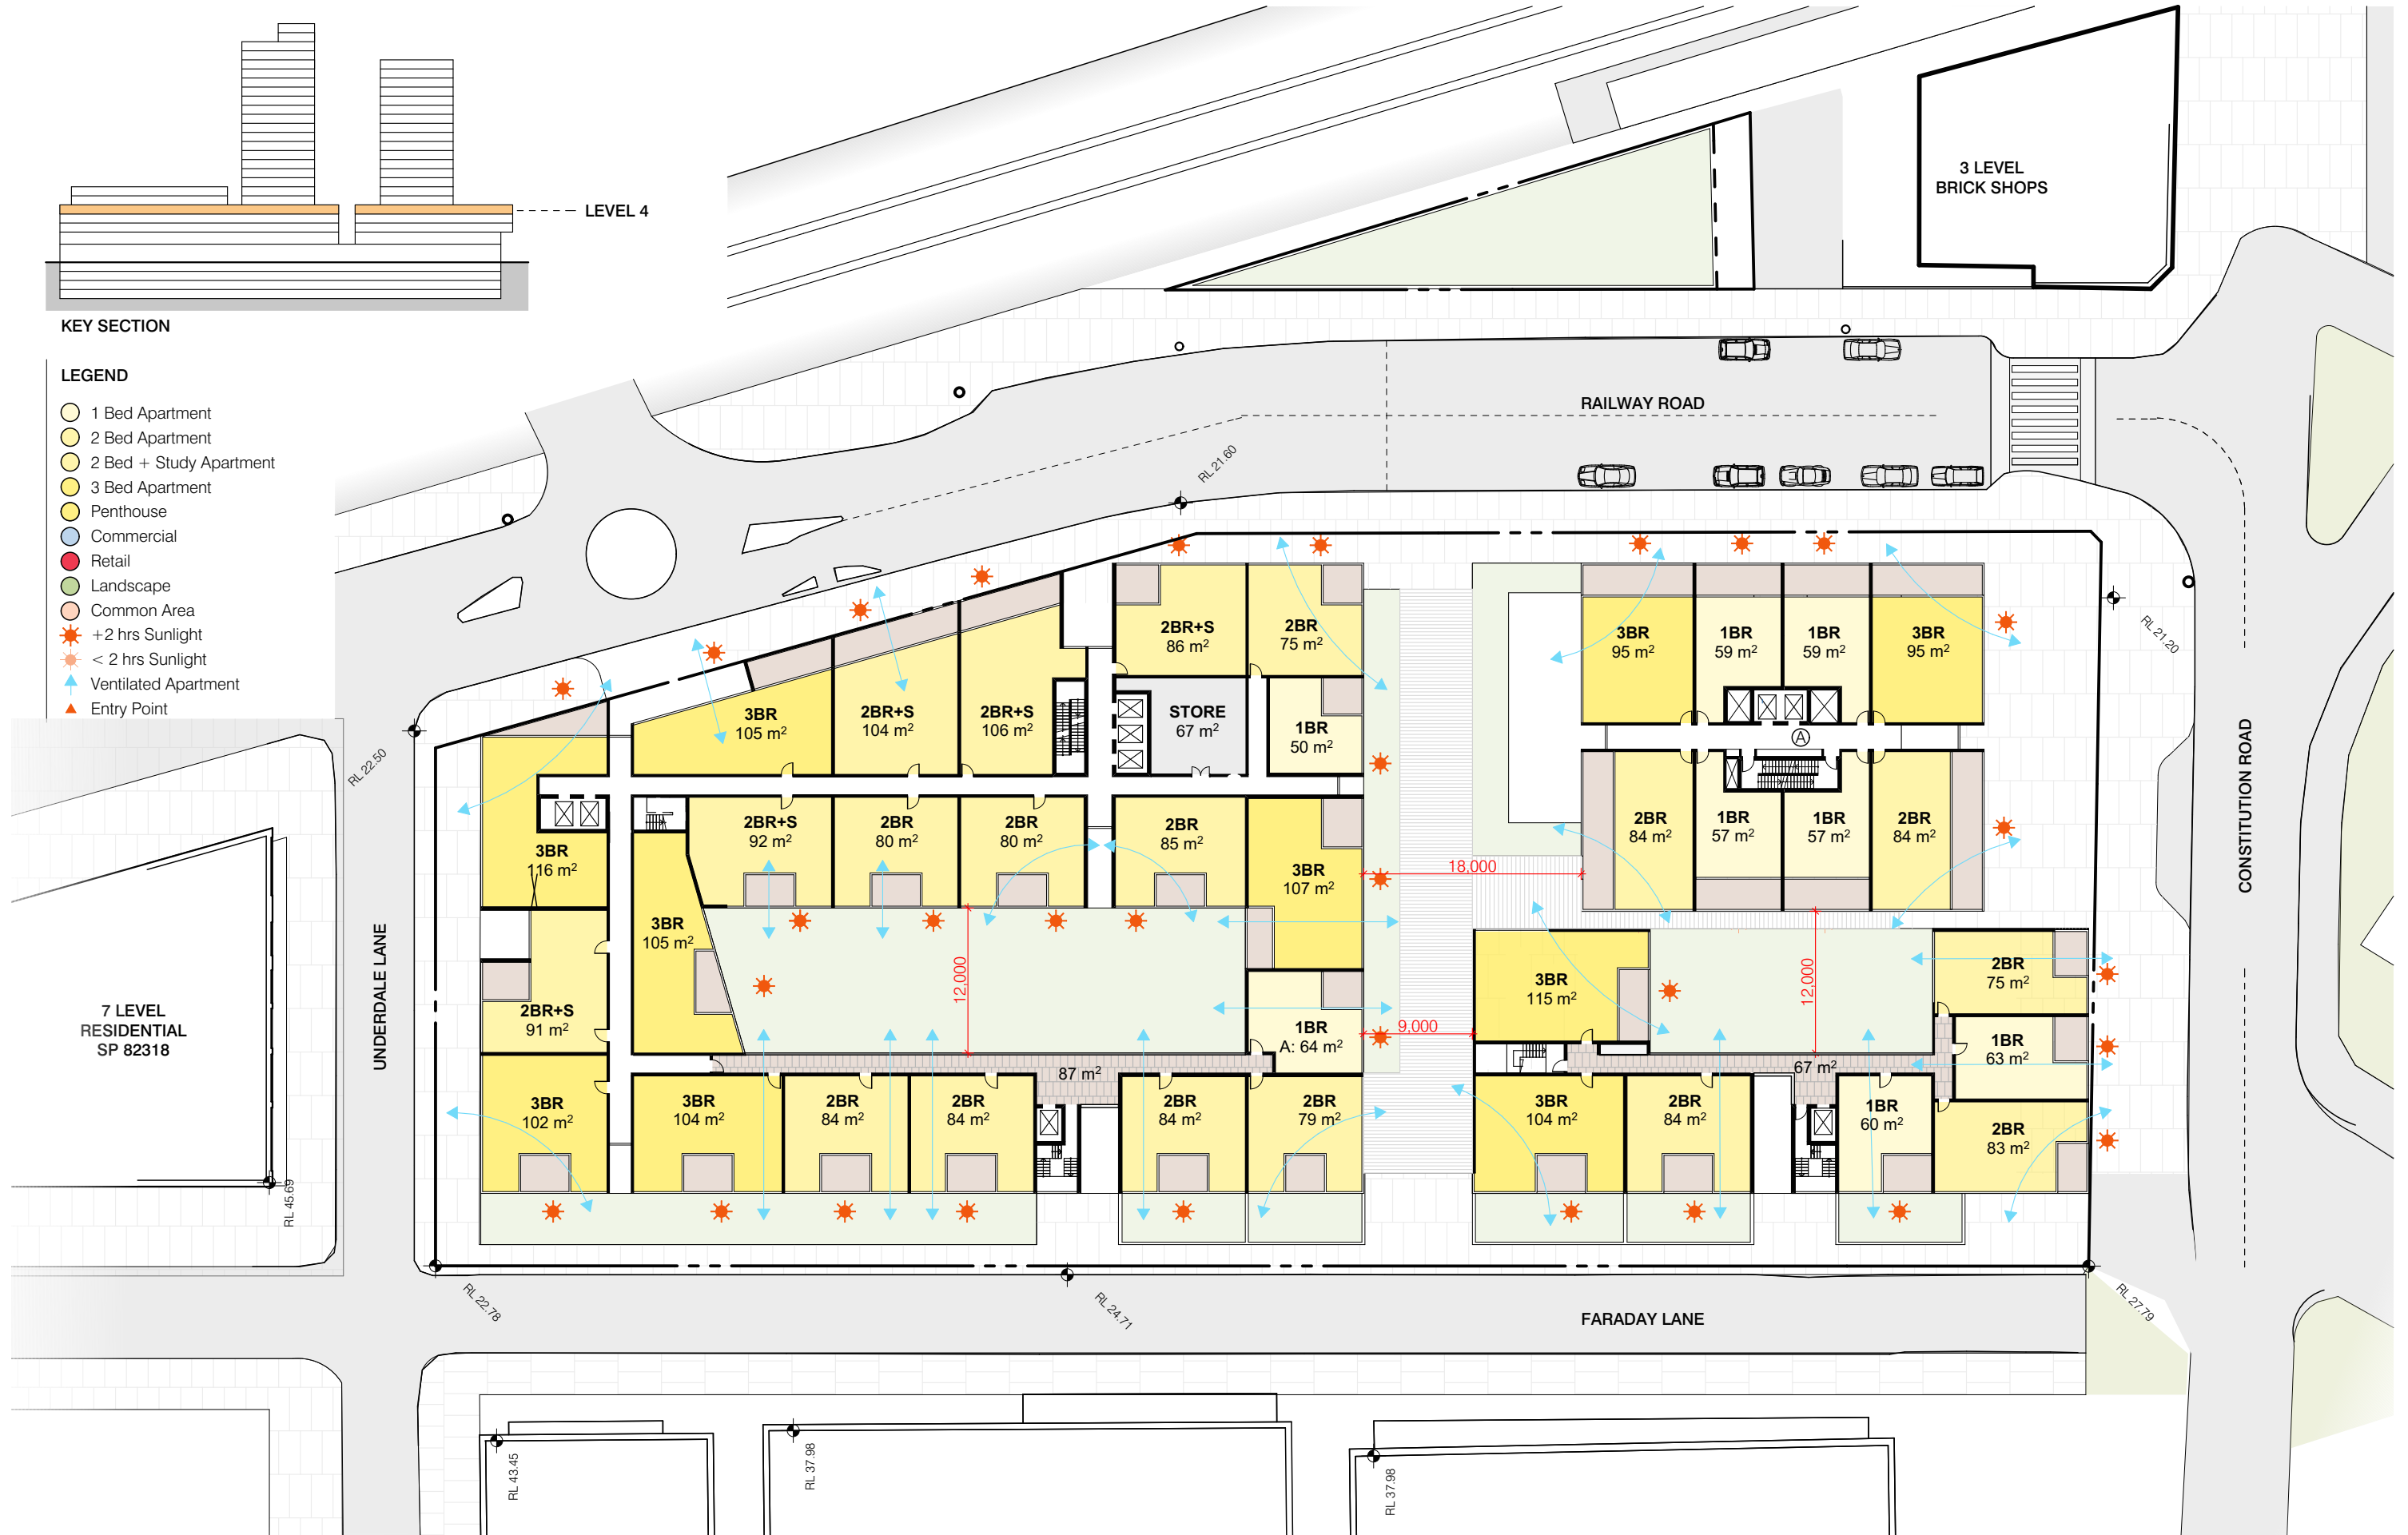 LEVEL 4
KEY SECTION
LEGEND
1 Bed Apartment
2 Bed Apartment
2 Bed + Study Apartment
3 Bed Apartment
Penthouse
Commercial
Retail
Landscape
Common Area
+2 hrs Sunlight
< 2 hrs Sunlight
Ventilated Apartment
Entry Point
3 LEVEL
BRICK SHOPS
RAILWAY ROAD
RL 21.60
RL 21.20
RL 22.50
CONSTITUTION ROAD
UNDERDALE LANE
7 LEVEL
RESIDENTIAL
SP 82318
RL 45.69
2BR+S
86 m²
2BR
75 m²
3BR
105 m²
2BR+S
104 m²
2BR+S
106 m²
STORE
67 m²
1BR
50 m²
3BR
95 m²
1BR
59 m²
1BR
59 m²
3BR
95 m²
A
3BR
116 m²
2BR+S
92 m²
2BR
80 m²
2BR
80 m²
2BR
85 m²
3BR
107 m²
2BR
84 m²
1BR
57 m²
1BR
57 m²
2BR
84 m²
18,000
3BR
105 m²
12,000
2BR+S
91 m²
1BR
A: 64 m²
9,000
3BR
115 m²
12,000
2BR
75 m²
1BR
63 m²
87 m²
67 m²
3BR
102 m²
3BR
104 m²
2BR
84 m²
2BR
84 m²
2BR
84 m²
2BR
79 m²
3BR
104 m²
2BR
84 m²
1BR
60 m²
2BR
83 m²
RL 22.78
RL 24.71
FARADAY LANE
RL 27.79
RL 43.45
RL 37.98
RL 37.98